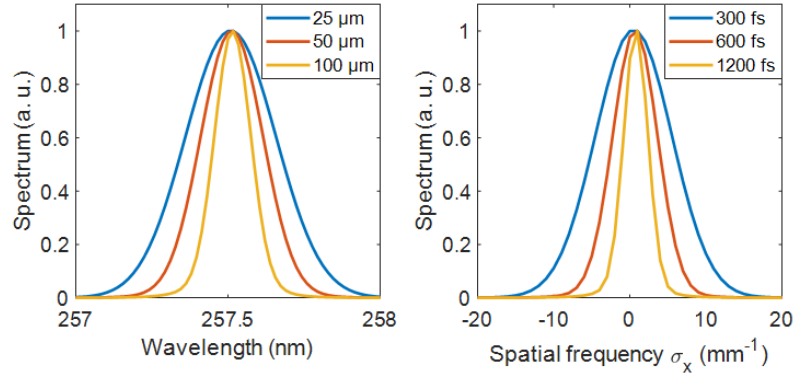 25 µm
50 µm
100 µm
1
0.8
0.6
0.4
0.2
0
Spectrum (a. u.)
257
257.5
258
Wavelength (nm)
300 fs
600 fs
1200 fs
1
0.8
0.6
0.4
0.2
0
Spectrum (a. u.)
-20
-10
0
10
20
Spatial frequency σx (mm-1)